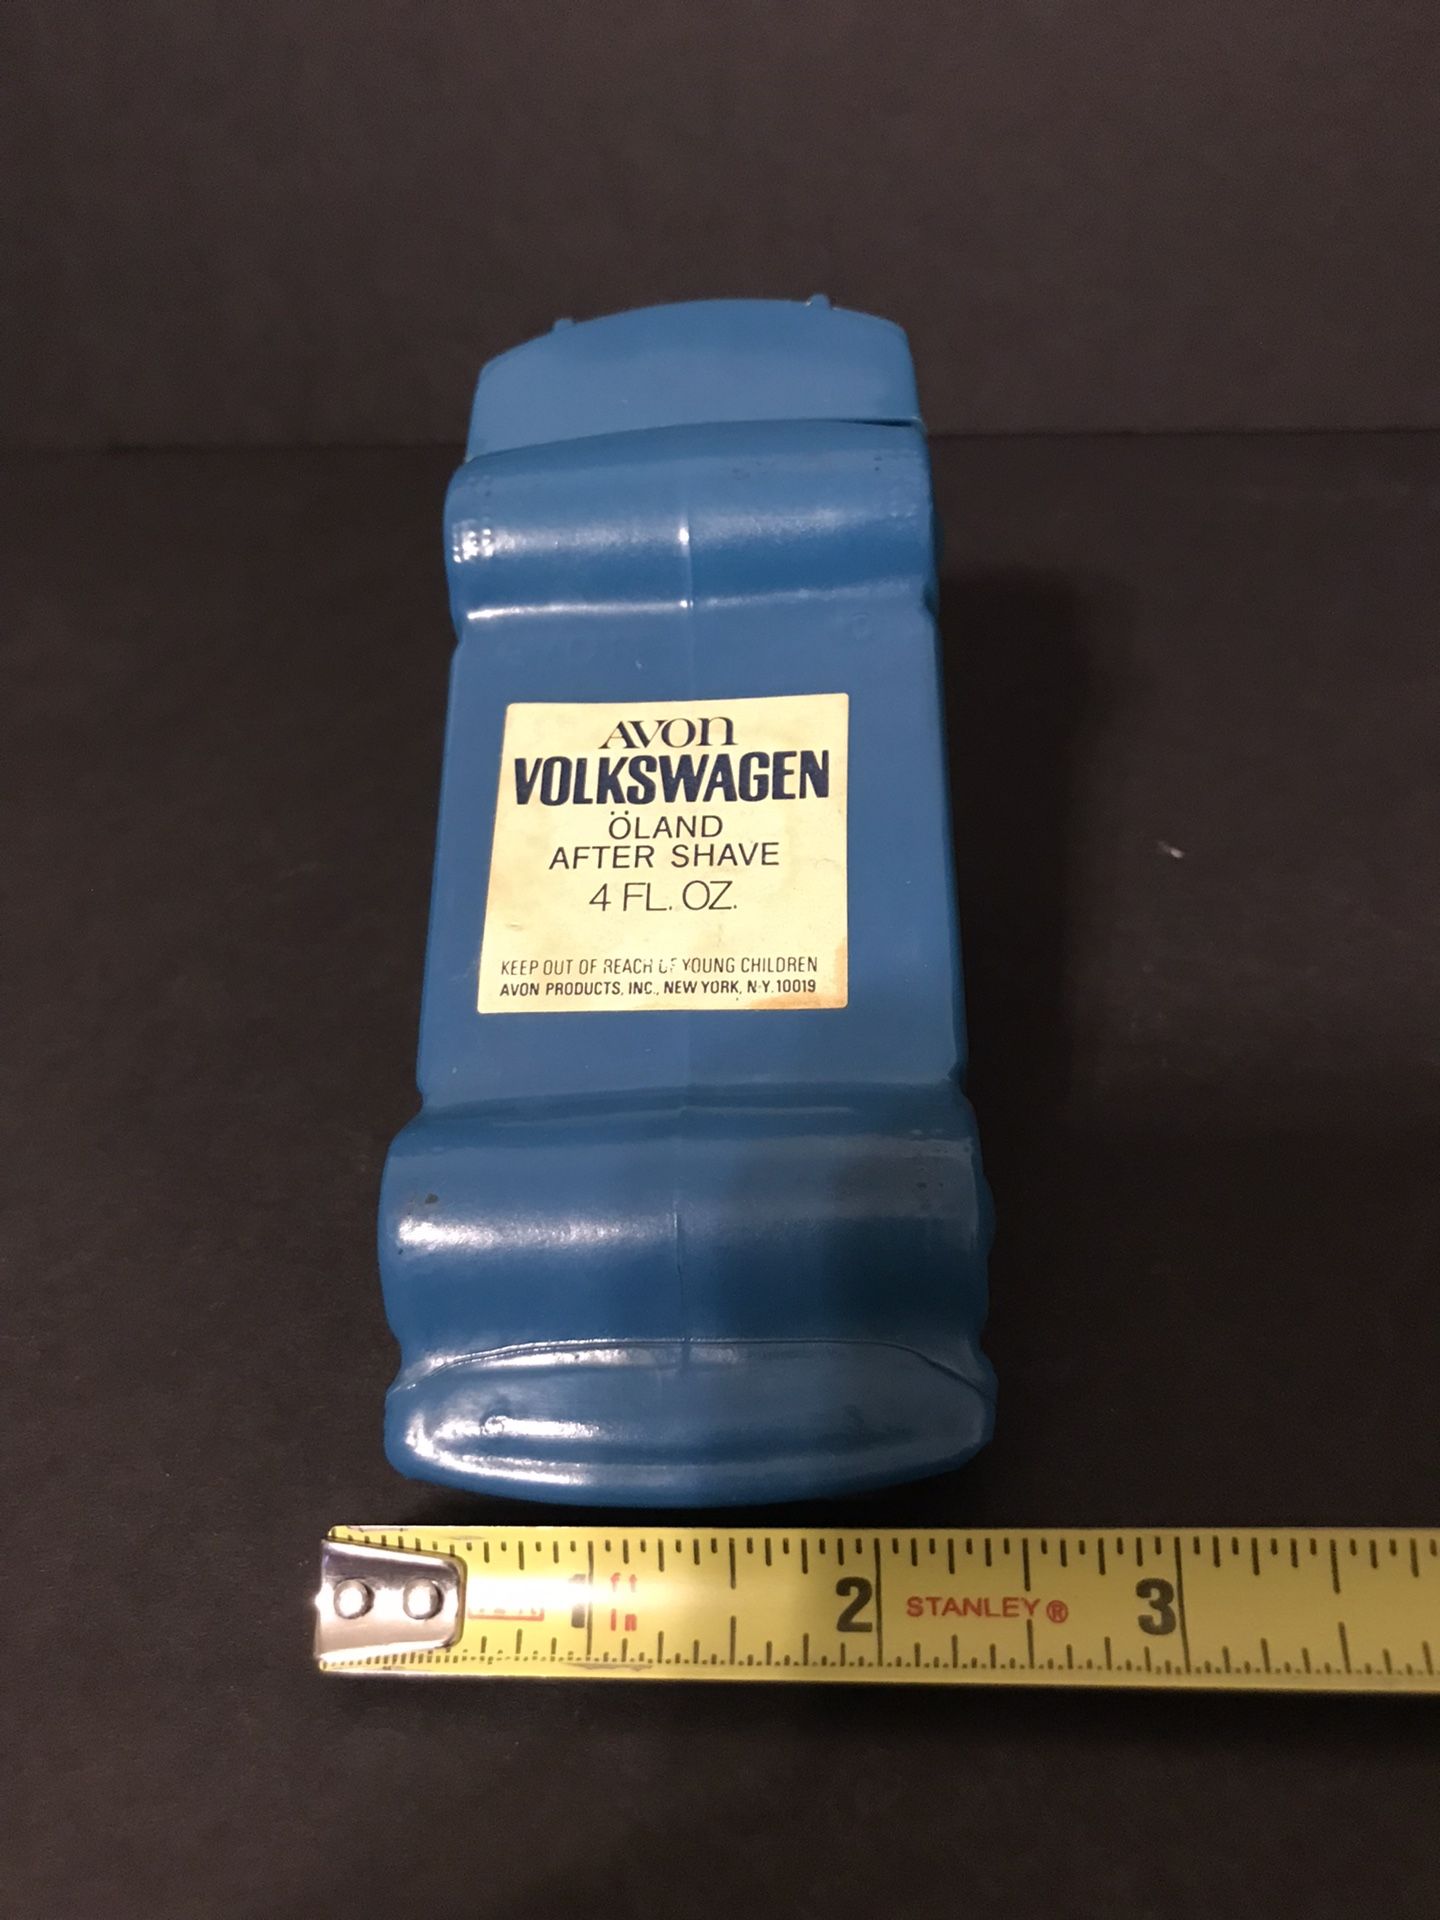 AVON
VOLKSWAGEN
ÖLAND
AFTER SHAVE
4 FL. OZ.
KEEP OUT OF REACH OF YOUNG CHILDREN
AVON PRODUCTS, INC., NEW YORK, N.Y. 10019
1 ft 2 STANLEY® 3
in